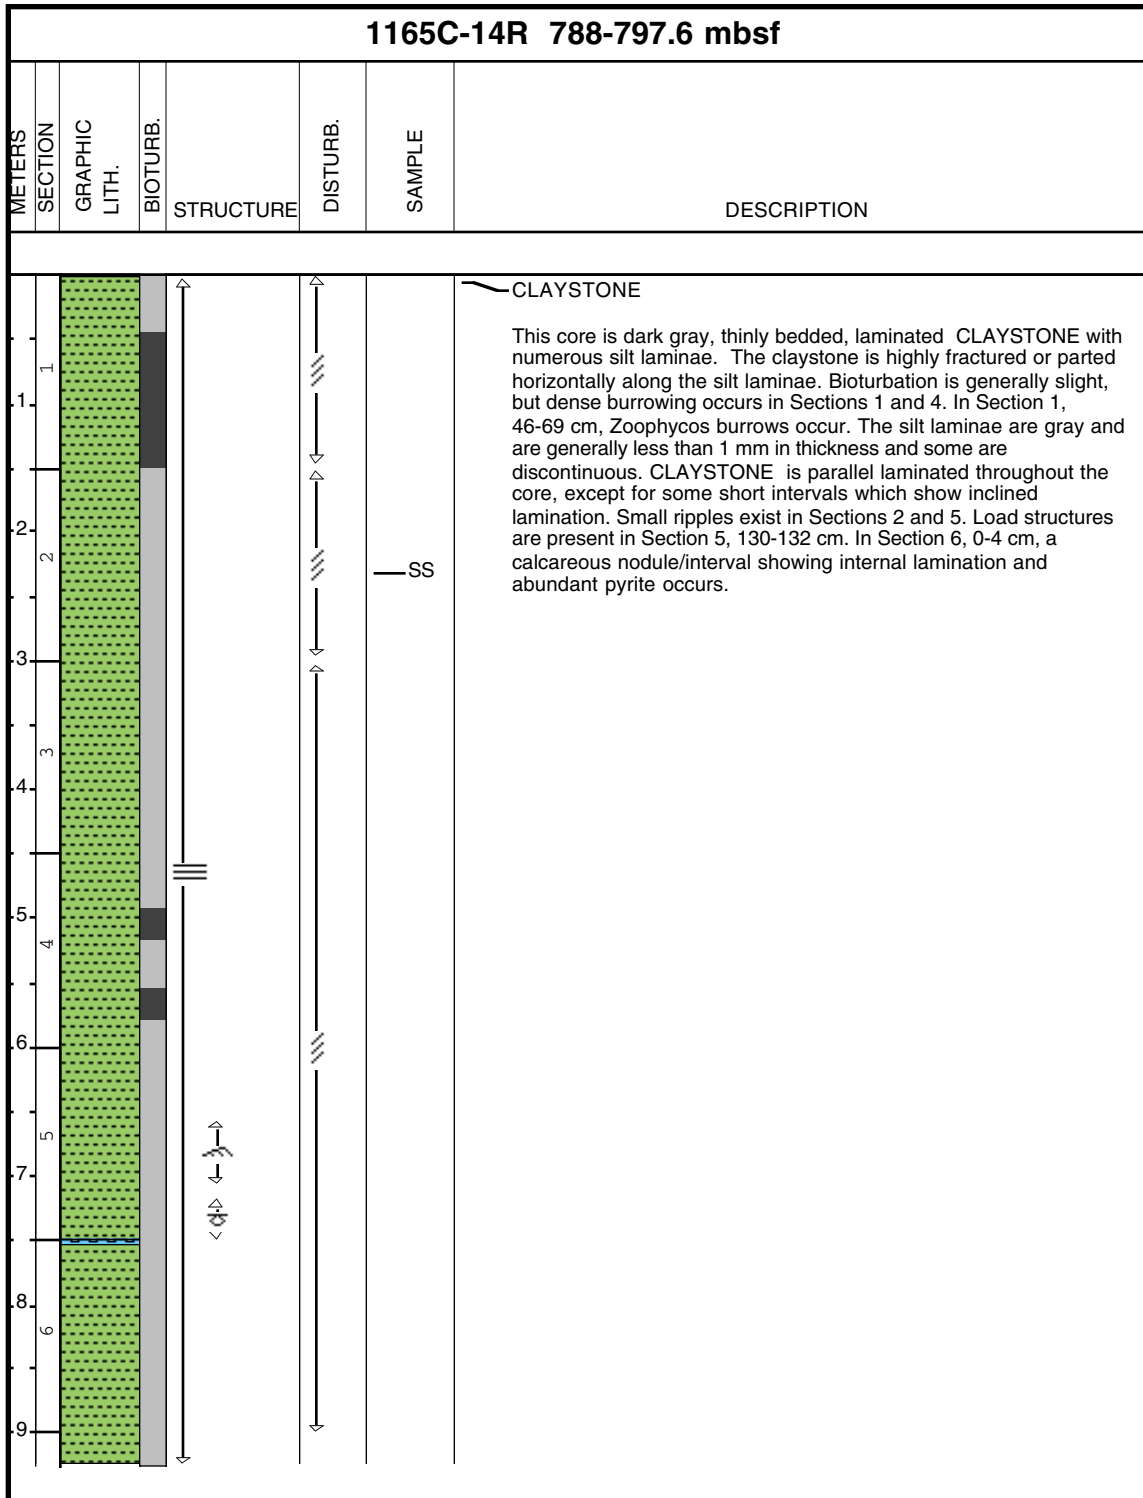 1165C-14R 788-797.6 mbsf
METERS
SECTION
GRAPHIC
LITH.
BIOTURB.
STRUCTURE
DISTURB.
SAMPLE
DESCRIPTION
CLAYSTONE
This core is dark gray, thinly bedded, laminated CLAYSTONE with
numerous silt laminae. The claystone is highly fractured or parted
horizontally along the silt laminae. Bioturbation is generally slight,
but dense burrowing occurs in Sections 1 and 4. In Section 1,
46-69 cm, Zoophycos burrows occur. The silt laminae are gray and
are generally less than 1 mm in thickness and some are
discontinuous. CLAYSTONE is parallel laminated throughout the
core, except for some short intervals which show inclined
lamination. Small ripples exist in Sections 2 and 5. Load structures
are present in Section 5, 130-132 cm. In Section 6, 0-4 cm, a
calcareous nodule/interval showing internal lamination and
abundant pyrite occurs.
1
1
2
2
SS
3
3
4
5
4
6
5
7
8
6
9